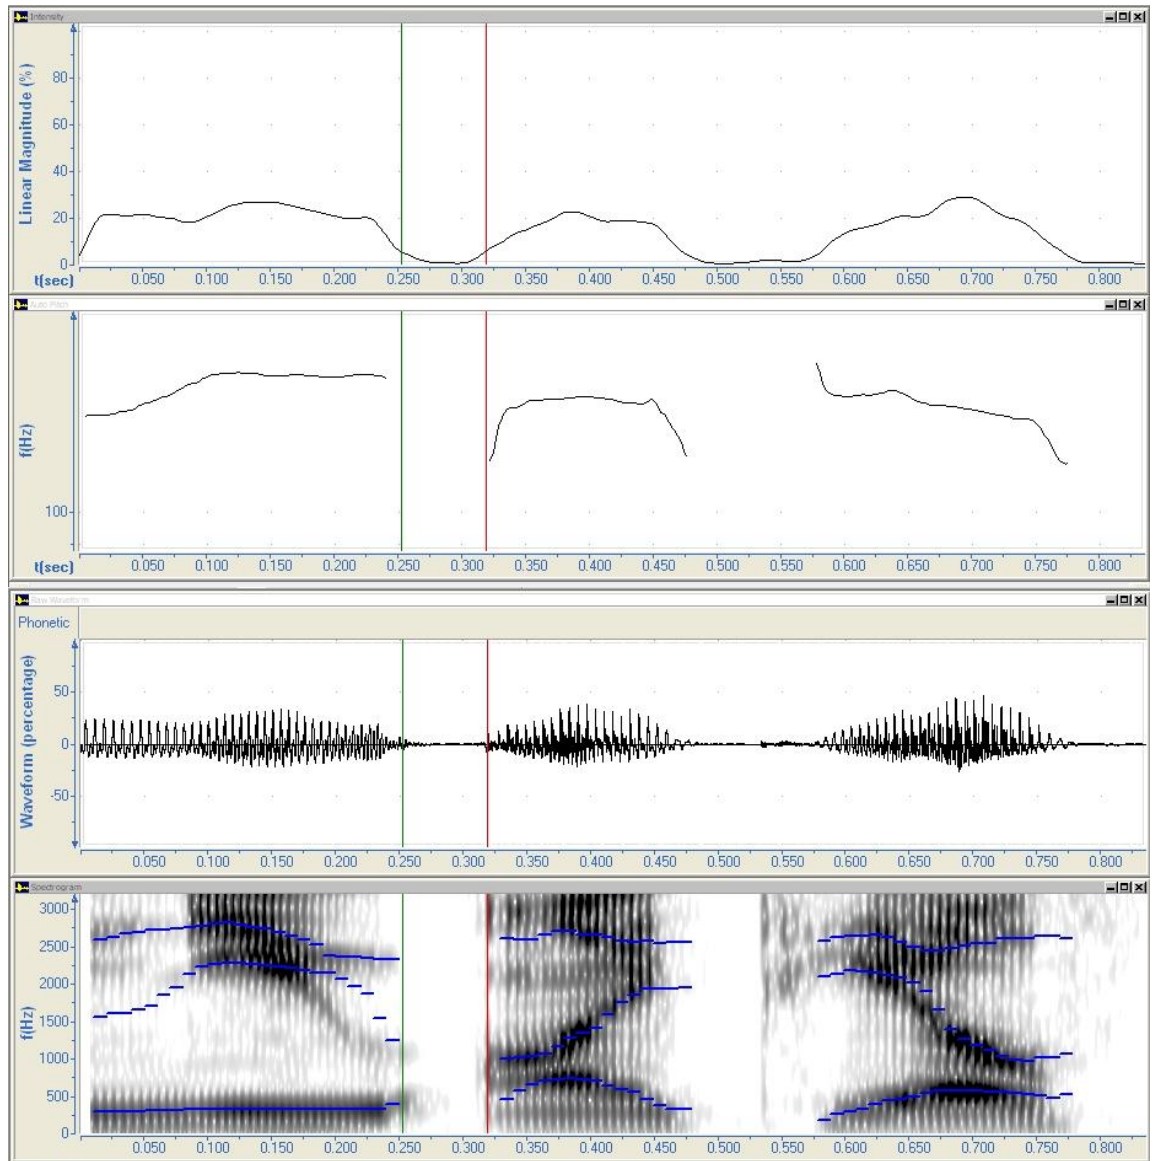 Intensity
Linear Magnitude (%)
80
60
40
20
0
t(sec) 0.050 0.100 0.150 0.200 0.250 0.300 0.350 0.400 0.450 0.500 0.550 0.600 0.650 0.700 0.750 0.800
Auto Pitch
f(Hz)
100
t(sec) 0.050 0.100 0.150 0.200 0.250 0.300 0.350 0.400 0.450 0.500 0.550 0.600 0.650 0.700 0.750 0.800
Raw Waveform
Phonetic
Waveform (percentage)
50
0
-50
0.050 0.100 0.150 0.200 0.250 0.300 0.350 0.400 0.450 0.500 0.550 0.600 0.650 0.700 0.750 0.800
Spectrogram
f(Hz)
3000
2500
2000
1500
1000
500
0
0.050 0.100 0.150 0.200 0.250 0.300 0.350 0.400 0.450 0.500 0.550 0.600 0.650 0.700 0.750 0.800